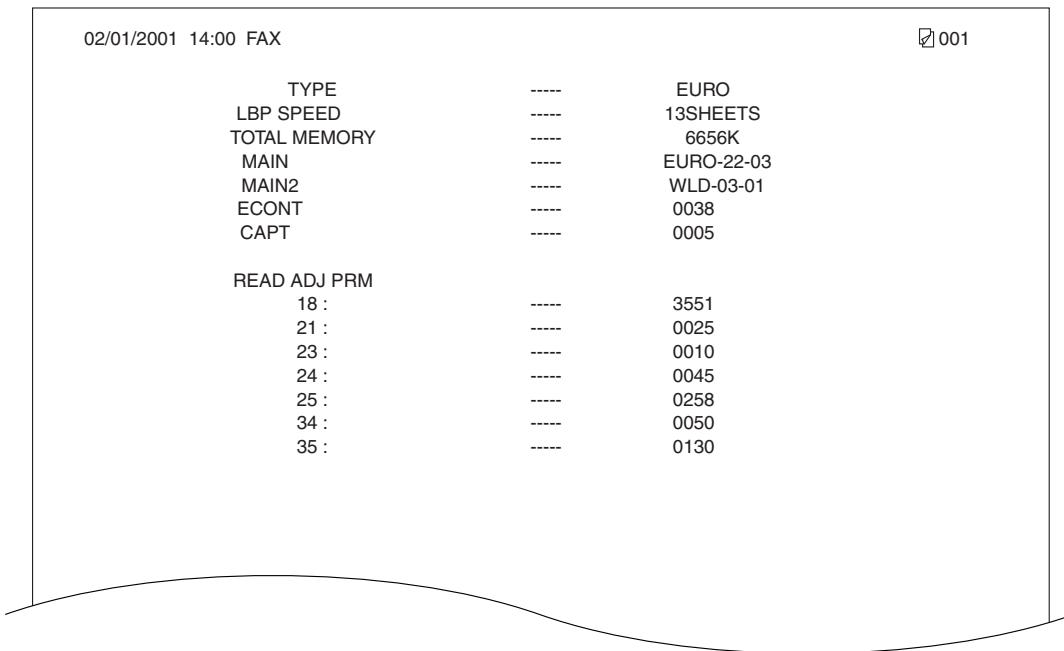 02/01/2001 14:00 FAX 001
TYPE ----- EURO
LBP SPEED ----- 13SHEETS
TOTAL MEMORY ----- 6656K
MAIN ----- EURO-22-03
MAIN2 ----- WLD-03-01
ECONT ----- 0038
CAPT ----- 0005
READ ADJ PRM
18 : ----- 3551
21 : ----- 0025
23 : ----- 0010
24 : ----- 0045
25 : ----- 0258
34 : ----- 0050
35 : ----- 0130